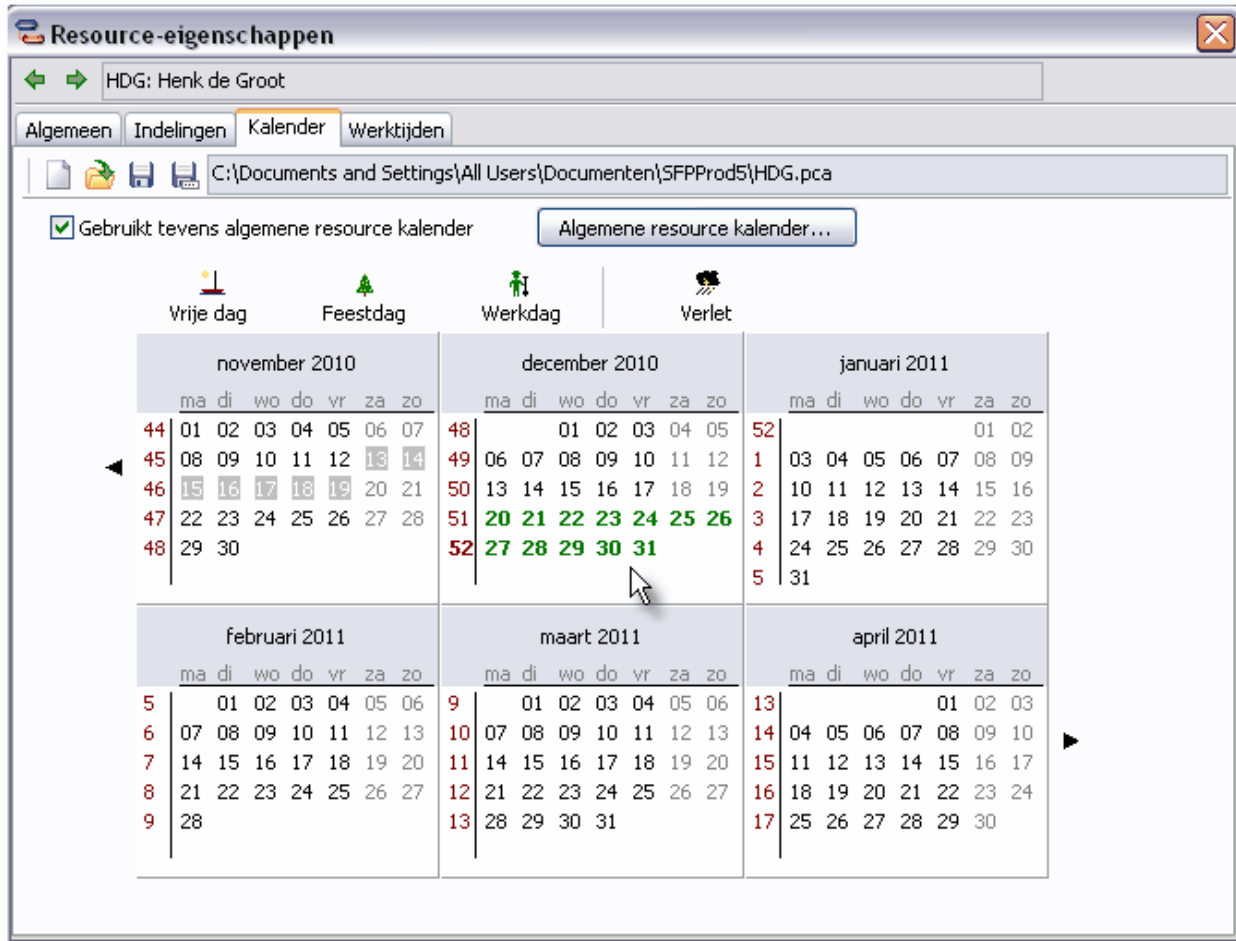 Resource-eigenschappen
HDG: Henk de Groot
Algemeen Indelingen Kalender Werktijden
C:\Documents and Settings\All Users\Documenten\SFPProd5\HDG.pca
Gebruikt tevens algemene resource kalender Algemene resource kalender...
Vrije dag Feestdag Werkdag Verlet
november 2010 december 2010 januari 2011
ma di wo do vr za zo ma di wo do vr za zo ma di wo do vr za zo
44 01 02 03 04 05 06 07 48 01 02 03 04 05 52 01 02
45 08 09 10 11 12 13 14 49 06 07 08 09 10 11 12 1 03 04 05 06 07 08 09
46 15 16 17 18 19 20 21 50 13 14 15 16 17 18 19 2 10 11 12 13 14 15 16
47 22 23 24 25 26 27 28 51 20 21 22 23 24 25 26 3 17 18 19 20 21 22 23
48 29 30 52 27 28 29 30 31 4 24 25 26 27 28 29 30
5 31
februari 2011 maart 2011 april 2011
ma di wo do vr za zo ma di wo do vr za zo ma di wo do vr za zo
5 01 02 03 04 05 06 9 01 02 03 04 05 06 13 01 02 03
6 07 08 09 10 11 12 13 10 07 08 09 10 11 12 13 14 04 05 06 07 08 09 10
7 14 15 16 17 18 19 20 11 14 15 16 17 18 19 20 15 11 12 13 14 15 16 17
8 21 22 23 24 25 26 27 12 21 22 23 24 25 26 27 16 18 19 20 21 22 23 24
9 28 13 28 29 30 31 17 25 26 27 28 29 30